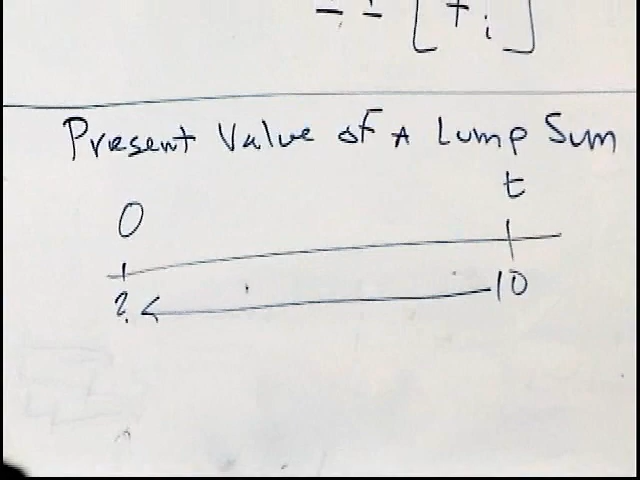 [ + i ]
Present Value of A Lump Sum
t
0
? 10